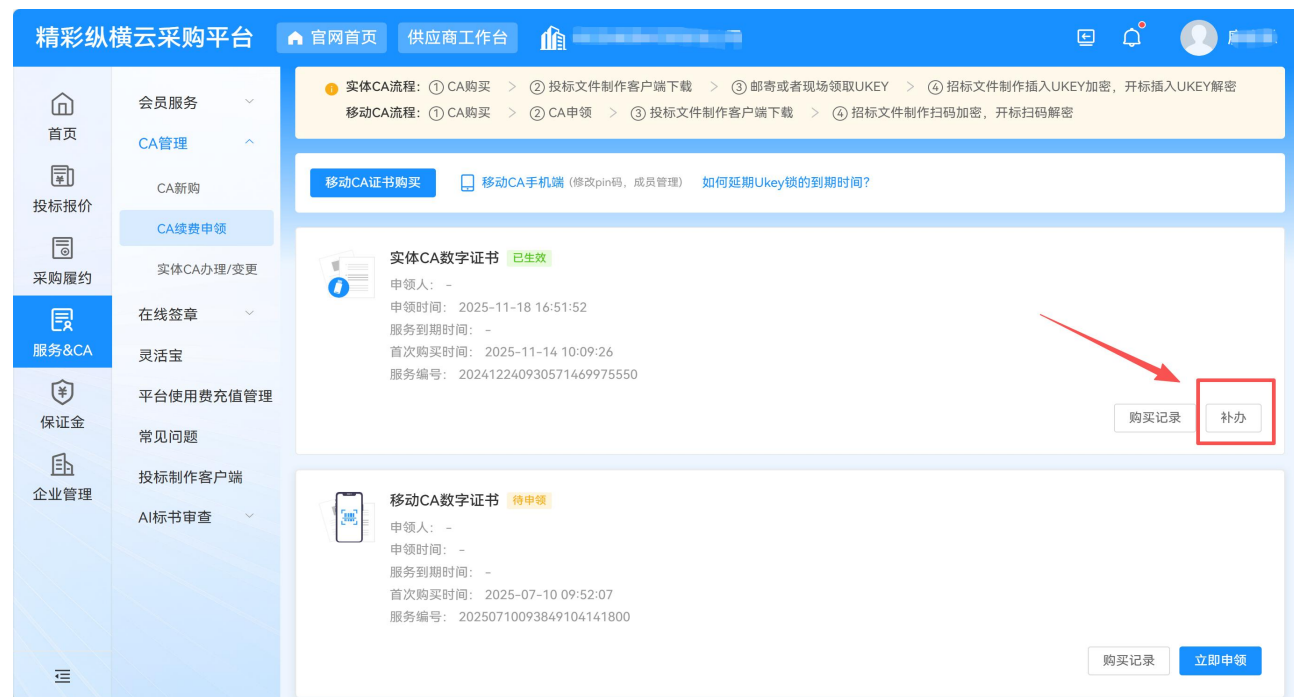 精彩纵横云采购平台 官网首页 供应商工作台
首页
投标报价
采购履约
服务&CA
保证金
企业管理
会员服务
CA管理
CA新购
CA续费申领
实体CA办理/变更
在线签章
灵活宝
平台使用费充值管理
常见问题
投标制作客户端
AI标书审查
实体CA流程: ① CA购买 > ② 投标文件制作客户端下载 > ③ 邮寄或者现场领取UKEY > ④ 招标文件制作插入UKEY加密，开标插入UKEY解密
移动CA流程: ① CA购买 > ② CA申领 > ③ 投标文件制作客户端下载 > ④ 招标文件制作扫码加密，开标扫码解密
移动CA证书购买 移动CA手机端 (修改pin码，成员管理) 如何延期Ukey锁的到期时间?
实体CA数字证书 已生效
申领人: -
申领时间: 2025-11-18 16:51:52
服务到期时间: -
首次购买时间: 2025-11-14 10:09:26
服务编号: 202412240930571469975550
购买记录 补办
移动CA数字证书 待申领
申领人: -
申领时间: -
服务到期时间: -
首次购买时间: 2025-07-10 09:52:07
服务编号: 20250710093849104141800
购买记录 立即申领